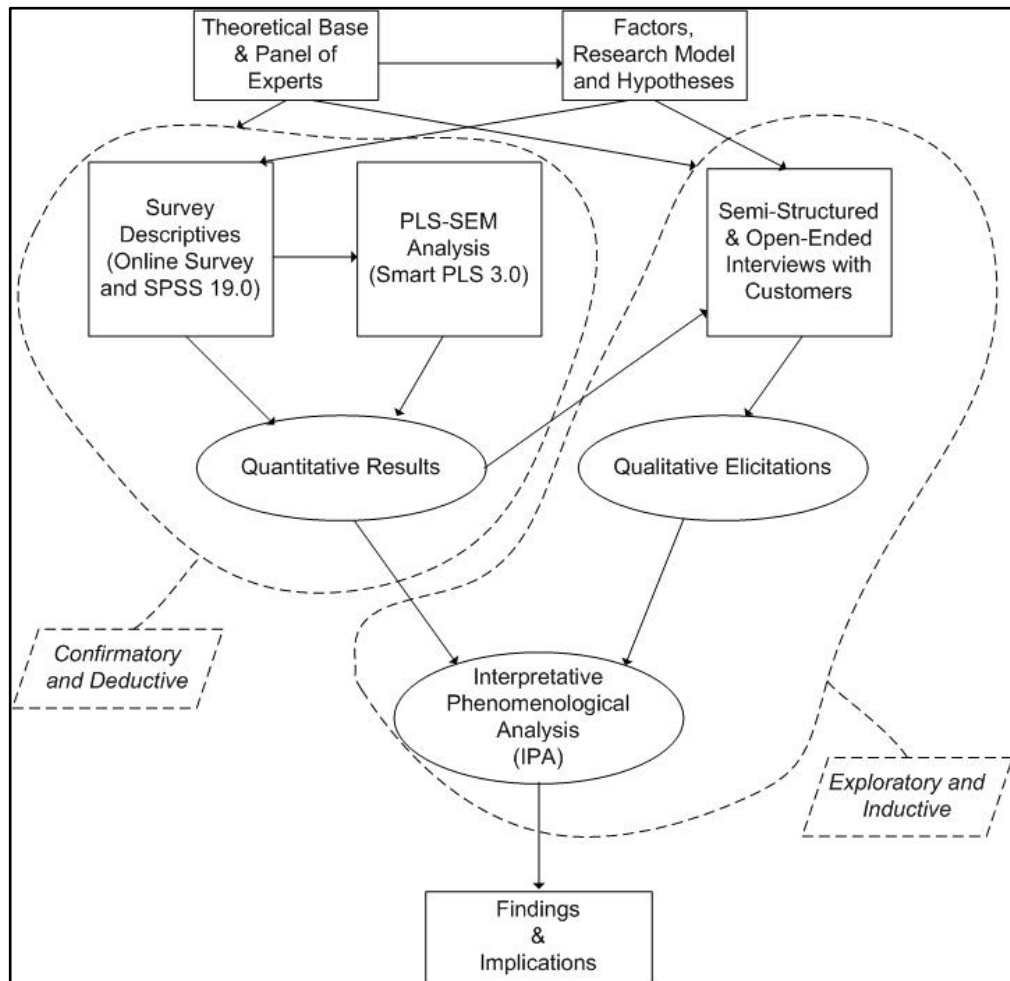 Theoretical Base
& Panel of
Experts
Factors,
Research Model
and Hypotheses
Survey
Descriptives
(Online Survey
and SPSS 19.0)
PLS-SEM
Analysis
(Smart PLS 3.0)
Semi-Structured
& Open-Ended
Interviews with
Customers
Quantitative Results
Qualitative Elicitations
Confirmatory
and Deductive
Interpretative
Phenomenological
Analysis
(IPA)
Exploratory and
Inductive
Findings
&
Implications